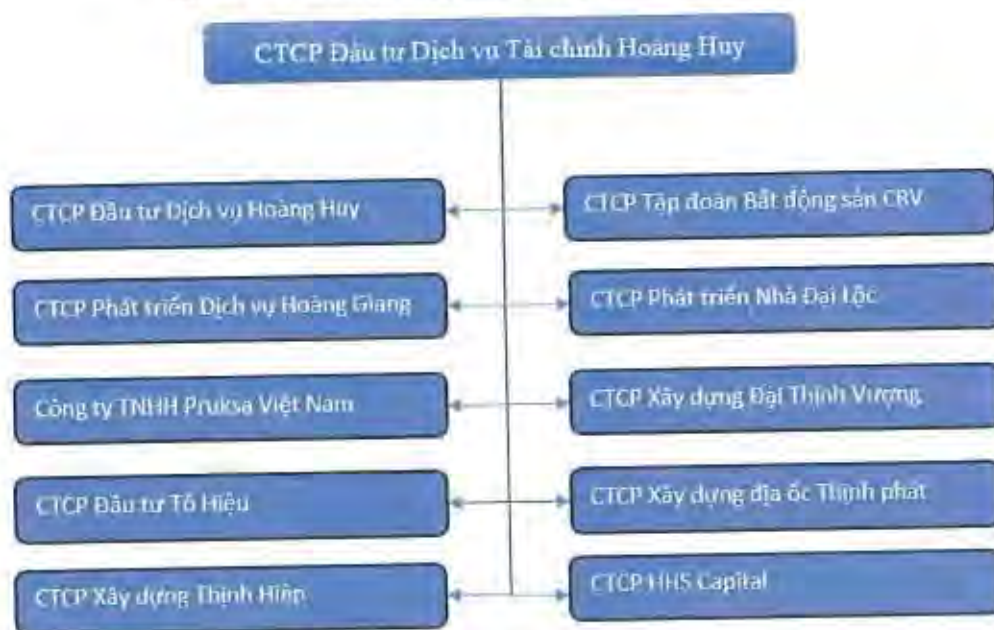 CTCP Đầu tư Dịch vụ Tài chính Hoàng Huy
CTCP Đầu tư Dịch vụ Hoàng Huy
CTCP Tập đoàn Bất động sản CRV
CTCP Phát triển Dịch vụ Hoàng Giang
CTCP Phát triển Nhà Đại Lộc
Công ty TNHH Pruksa Việt Nam
CTCP Xây dựng Đại Thịnh Vượng
CTCP Đầu tư Tô Hiệu
CTCP Xây dựng địa ốc Thịnh phát
CTCP Xây dựng Thịnh Hiệp
CTCP HHS Capital